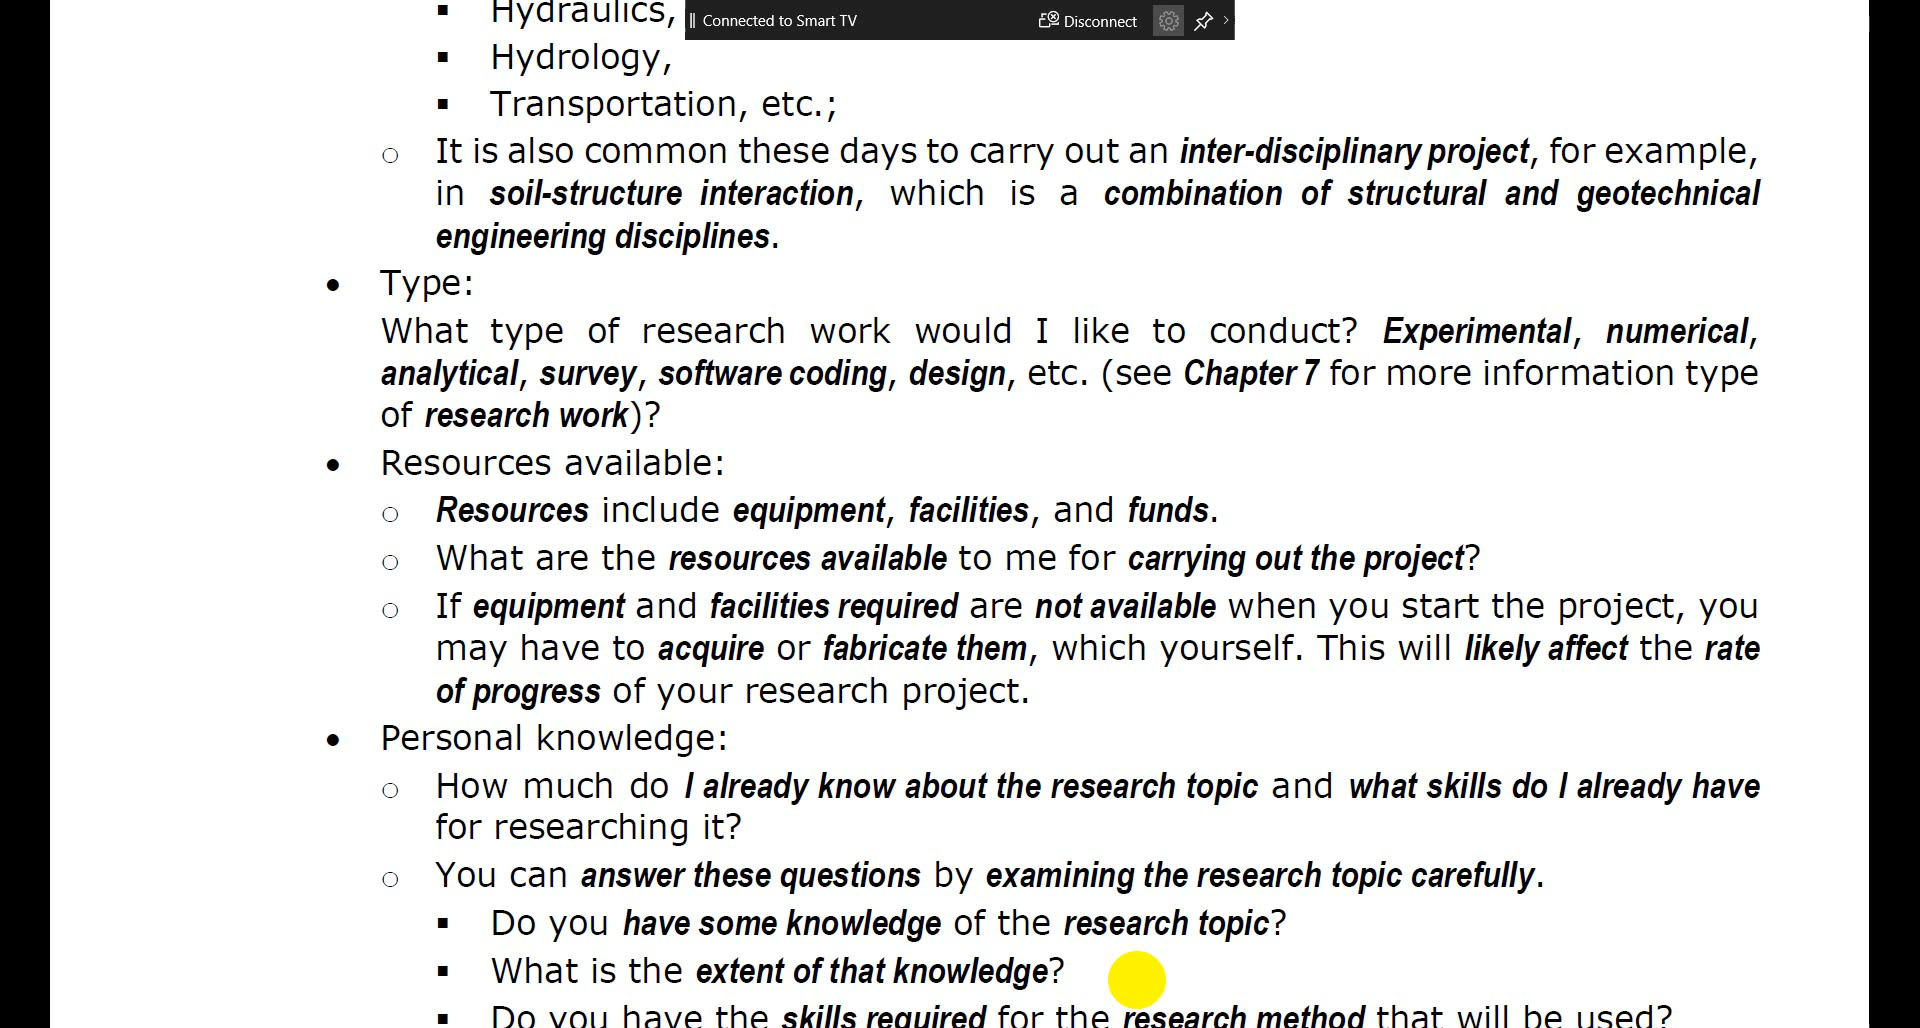 Hydraulics,
Connected to Smart TV
Disconnect
Hydrology,
Transportation, etc.;
It is also common these days to carry out an inter-disciplinary project, for example,
in soil-structure interaction, which is a combination of structural and geotechnical
engineering disciplines.
Type:
What type of research work would I like to conduct? Experimental, numerical,
analytical, survey, software coding, design, etc. (see Chapter 7 for more information type
of research work)?
Resources available:
Resources include equipment, facilities, and funds.
What are the resources available to me for carrying out the project?
If equipment and facilities required are not available when you start the project, you
may have to acquire or fabricate them, which yourself. This will likely affect the rate
of progress of your research project.
Personal knowledge:
How much do I already know about the research topic and what skills do I already have
for researching it?
You can answer these questions by examining the research topic carefully.
Do you have some knowledge of the research topic?
What is the extent of that knowledge?
Do you have the skills required for the research method that will be used?